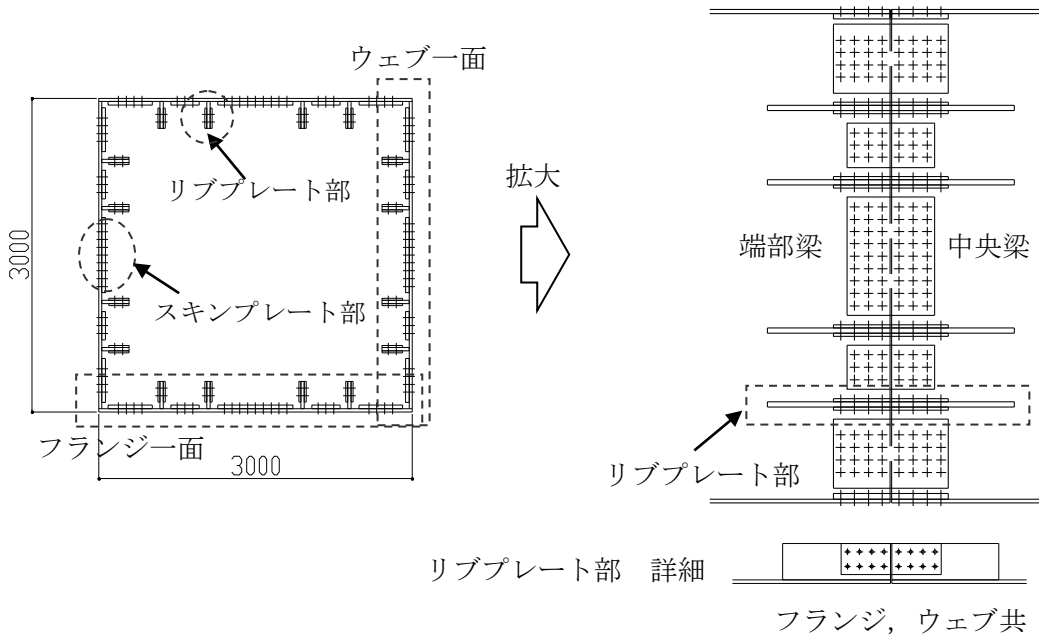 ウェブ一面
リブプレート部
拡大
3000
端部梁
中央梁
スキンプレート部
フランジ一面
3000
リブプレート部
リブプレート部 詳細
フランジ，ウェブ共